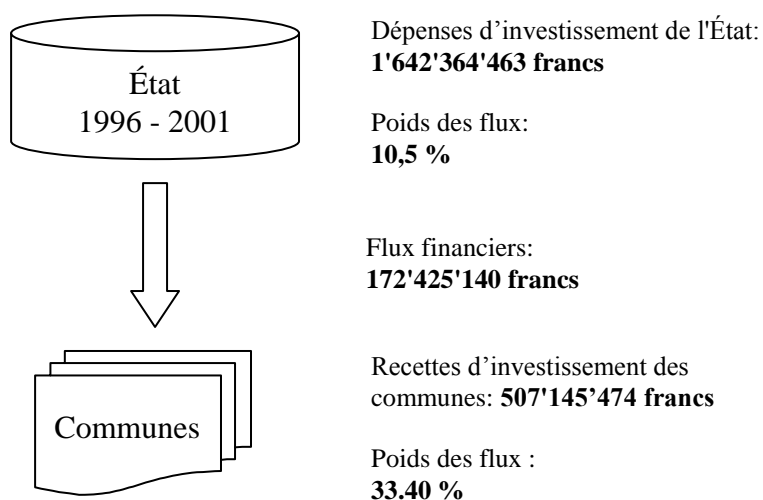 État
1996 - 2001
Dépenses d’investissement de l'État:
1'642'364'463 francs
Poids des flux:
10,5 %
Flux financiers:
172'425'140 francs
Communes
Recettes d’investissement des
communes: 507'145’474 francs
Poids des flux :
33.40 %